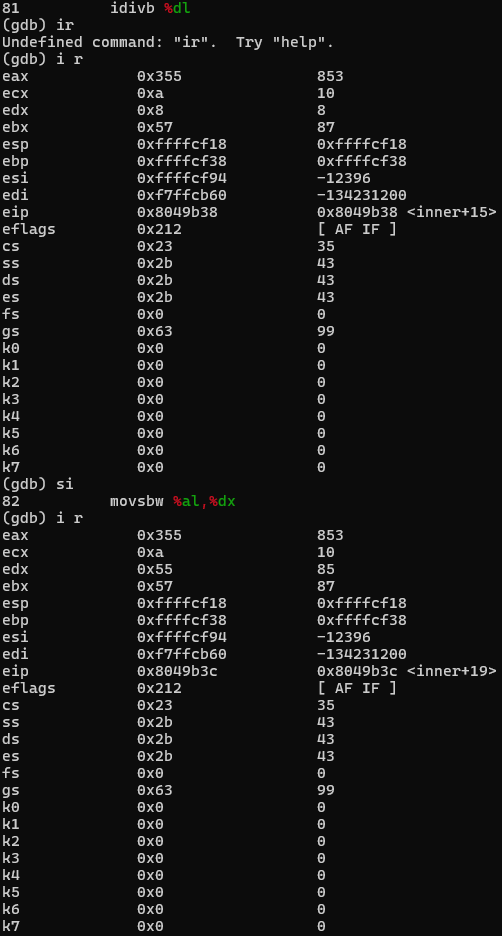 81          idivb %dl
(gdb) ir
Undefined command: "ir".  Try "help".
(gdb) i r
eax            0x355               853
ecx            0xa                 10
edx            0x8                 8
ebx            0x57                87
esp            0xffffcf18          0xffffcf18
ebp            0xffffcf38          0xffffcf38
esi            0xffffcf94          -12396
edi            0xf7ffcb60          -134231200
eip            0x8049b38           0x8049b38 <inner+15>
eflags         0x212               [ AF IF ]
cs             0x23                35
ss             0x2b                43
ds             0x2b                43
es             0x2b                43
fs             0x0                 0
gs             0x63                99
k0             0x0                 0
k1             0x0                 0
k2             0x0                 0
k3             0x0                 0
k4             0x0                 0
k5             0x0                 0
k6             0x0                 0
k7             0x0                 0
(gdb) si
82          movsbw %al,%dx
(gdb) i r
eax            0x355               853
ecx            0xa                 10
edx            0x55                85
ebx            0x57                87
esp            0xffffcf18          0xffffcf18
ebp            0xffffcf38          0xffffcf38
esi            0xffffcf94          -12396
edi            0xf7ffcb60          -134231200
eip            0x8049b3c           0x8049b3c <inner+19>
eflags         0x212               [ AF IF ]
cs             0x23                35
ss             0x2b                43
ds             0x2b                43
es             0x2b                43
fs             0x0                 0
gs             0x63                99
k0             0x0                 0
k1             0x0                 0
k2             0x0                 0
k3             0x0                 0
k4             0x0                 0
k5             0x0                 0
k6             0x0                 0
k7             0x0                 0